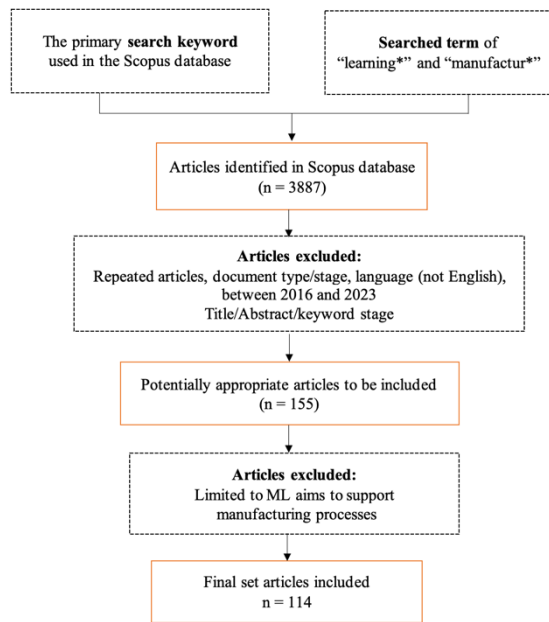 The primary search keyword
used in the Scopus database
Searched term of
“learning*” and “manufactur*”
Articles identified in Scopus database
(n = 3887)
Articles excluded:
Repeated articles, document type/stage, language (not English),
between 2016 and 2023
Title/Abstract/keyword stage
Potentially appropriate articles to be included
(n = 155)
Articles excluded:
Limited to ML aims to support
manufacturing processes
Final set articles included
n = 114